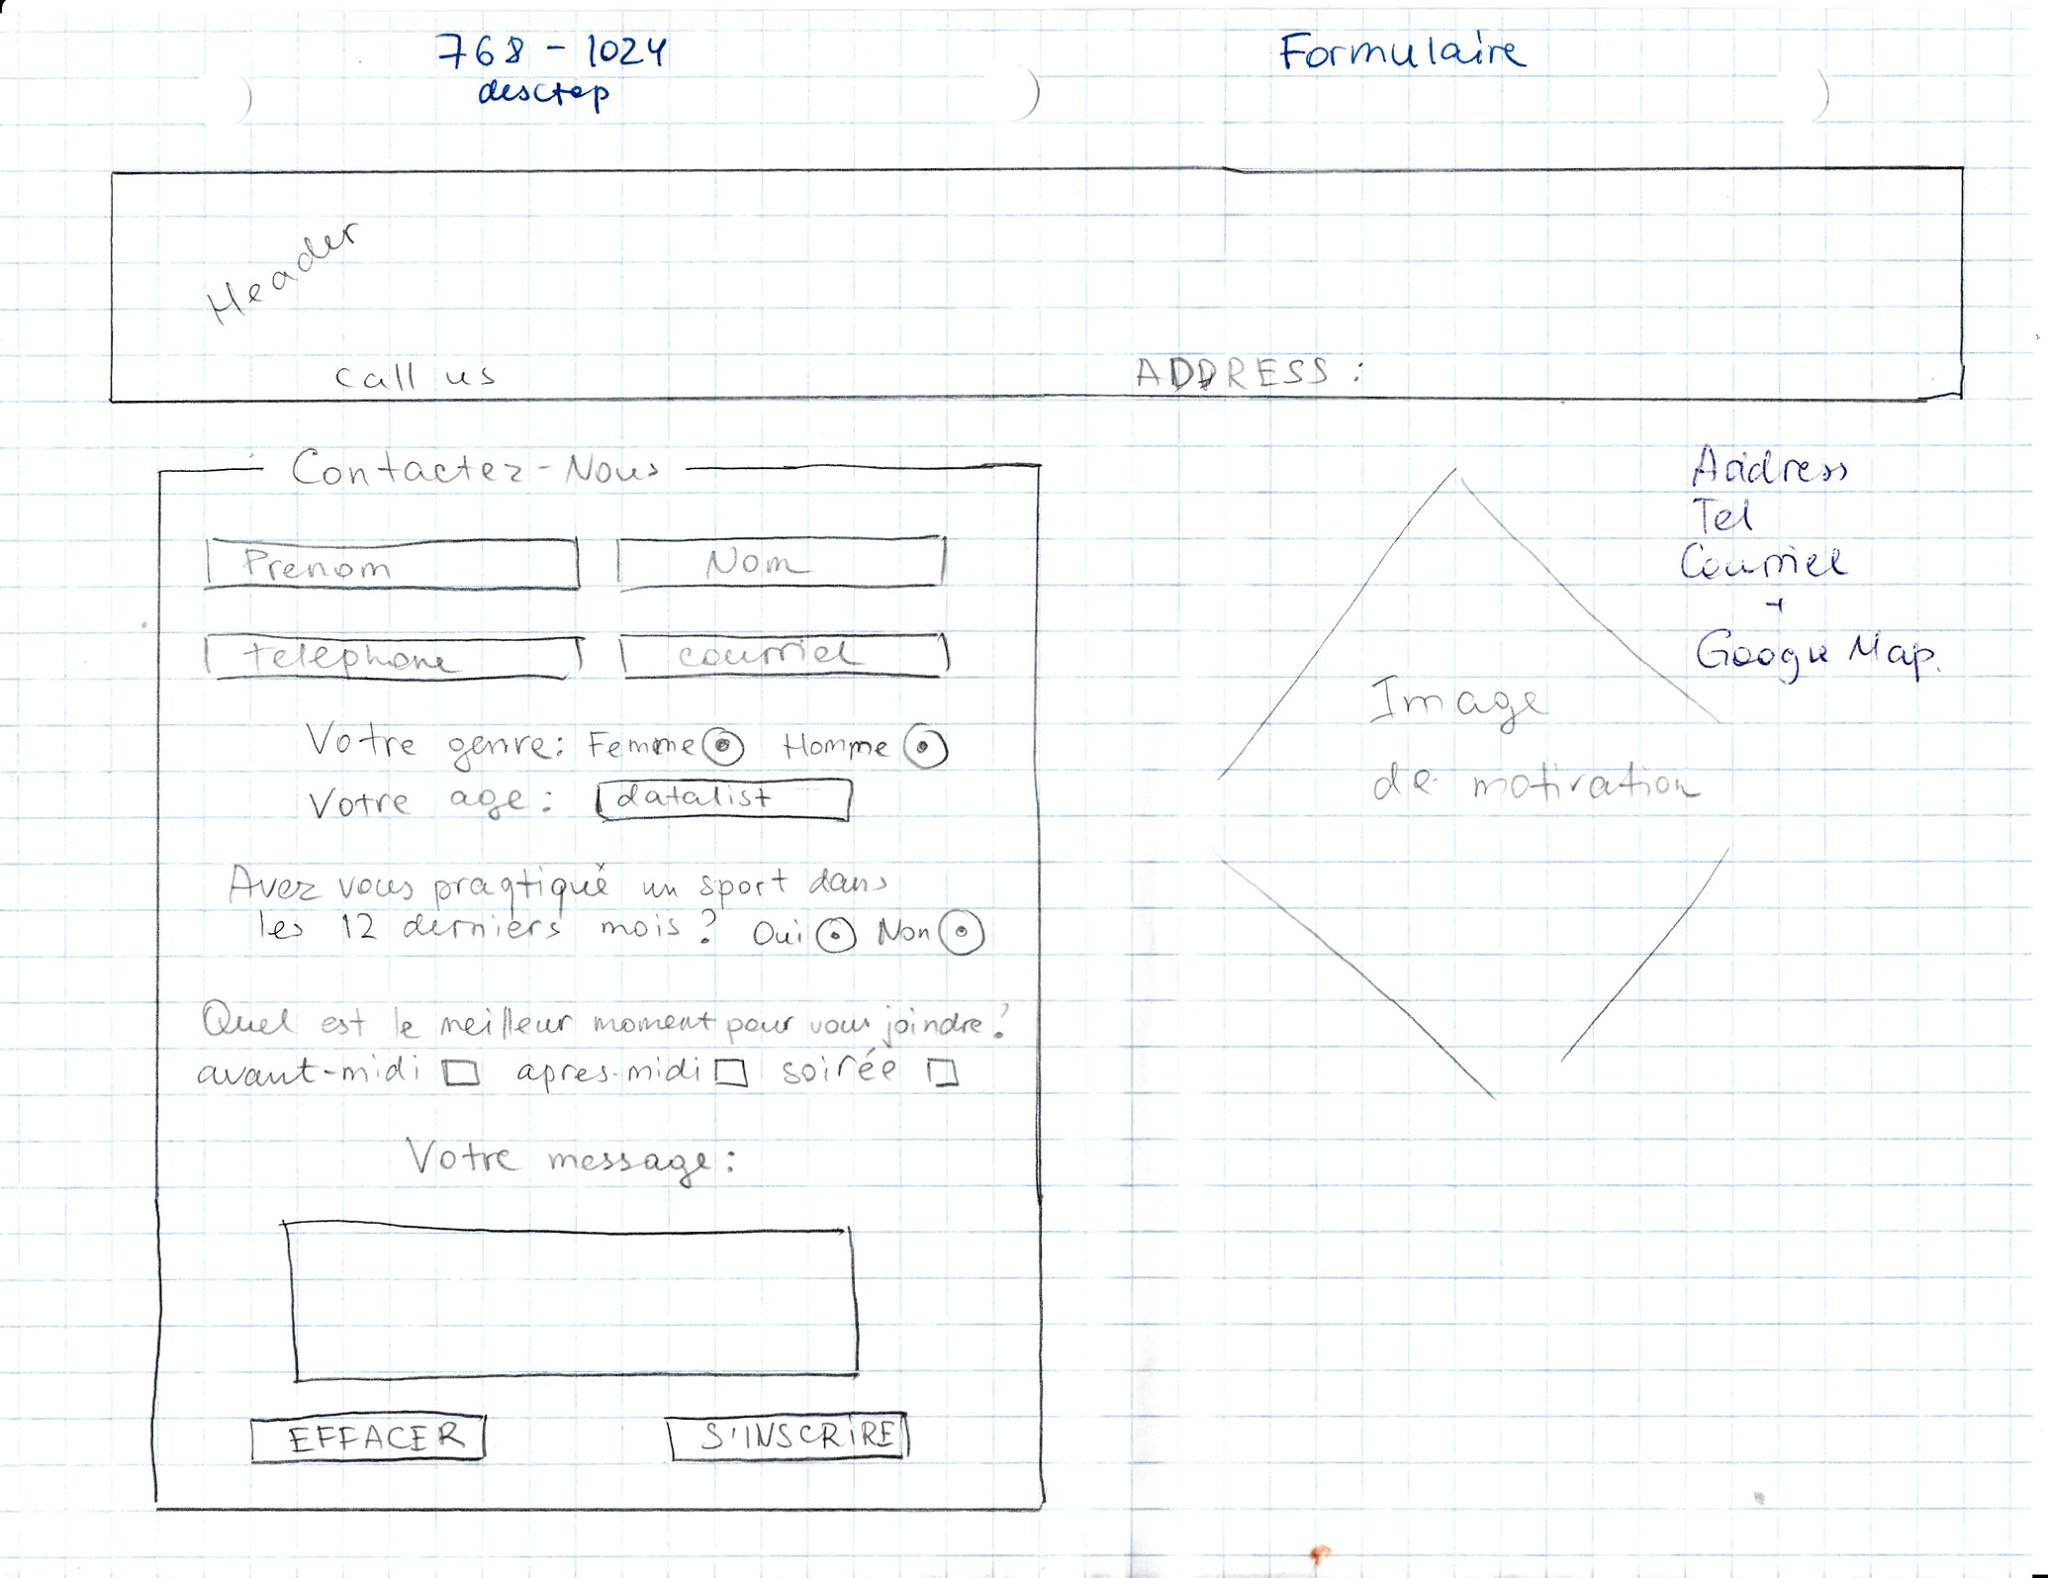 768 - 1024
desctop
Formulaire
Header
call us
ADDRESS :
Contactez-Nous
Prenom
Nom
telephone
courriel
Votre genre: Femme Homme
Votre age: datalist
Avez vous pragtiqué un sport dans
les 12 derniers mois? Oui Non
Quel est le meilleur moment pour vous joindre?
avant-midi apres-midi soirée
Votre message:
EFFACER
S'INSCRIRE
Address
Tel
Courriel
+
Google Map.
Image
de motivation